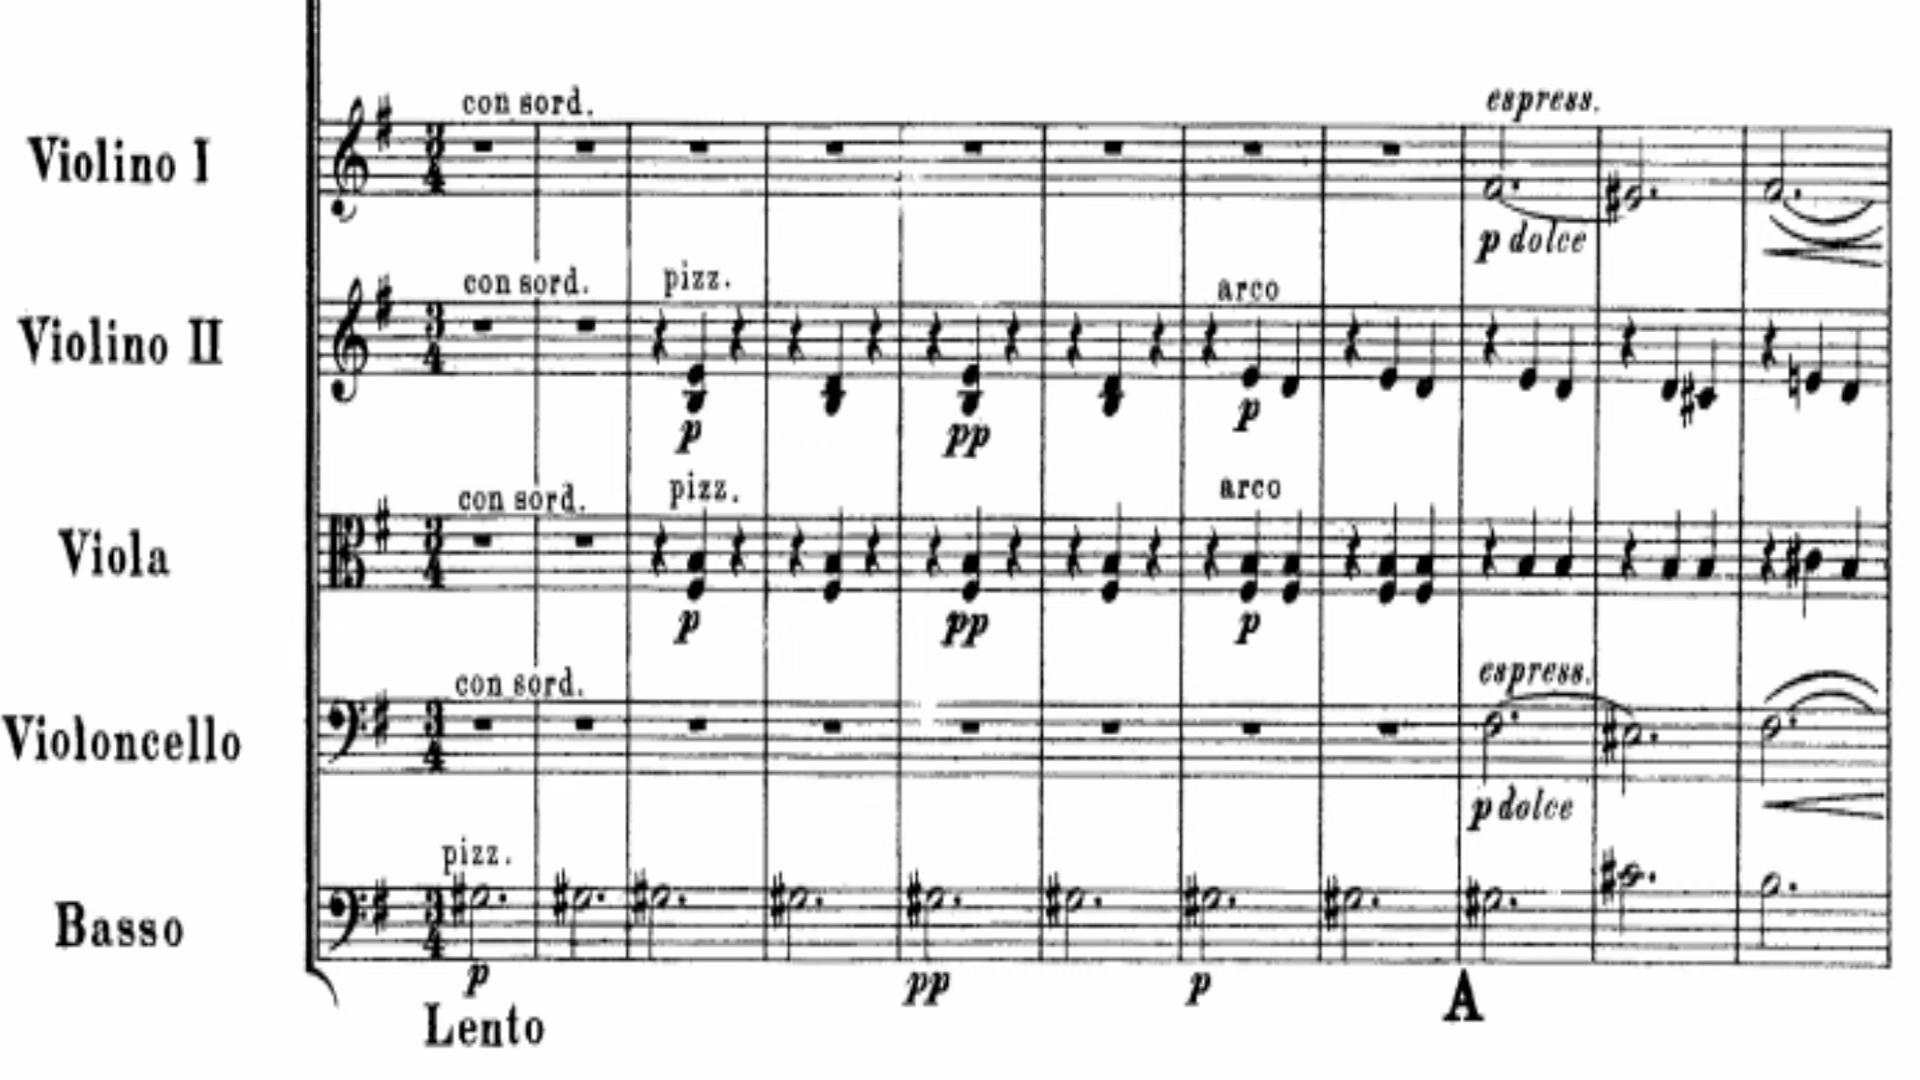 espress.
con sord.
Violino I
p dolce
con sord. pizz. arco
Violino II
p pp p
con sord. pizz. arco
Viola
p pp p
con sord. espress.
Violoncello
p dolce
pizz.
Basso
p pp p A
Lento